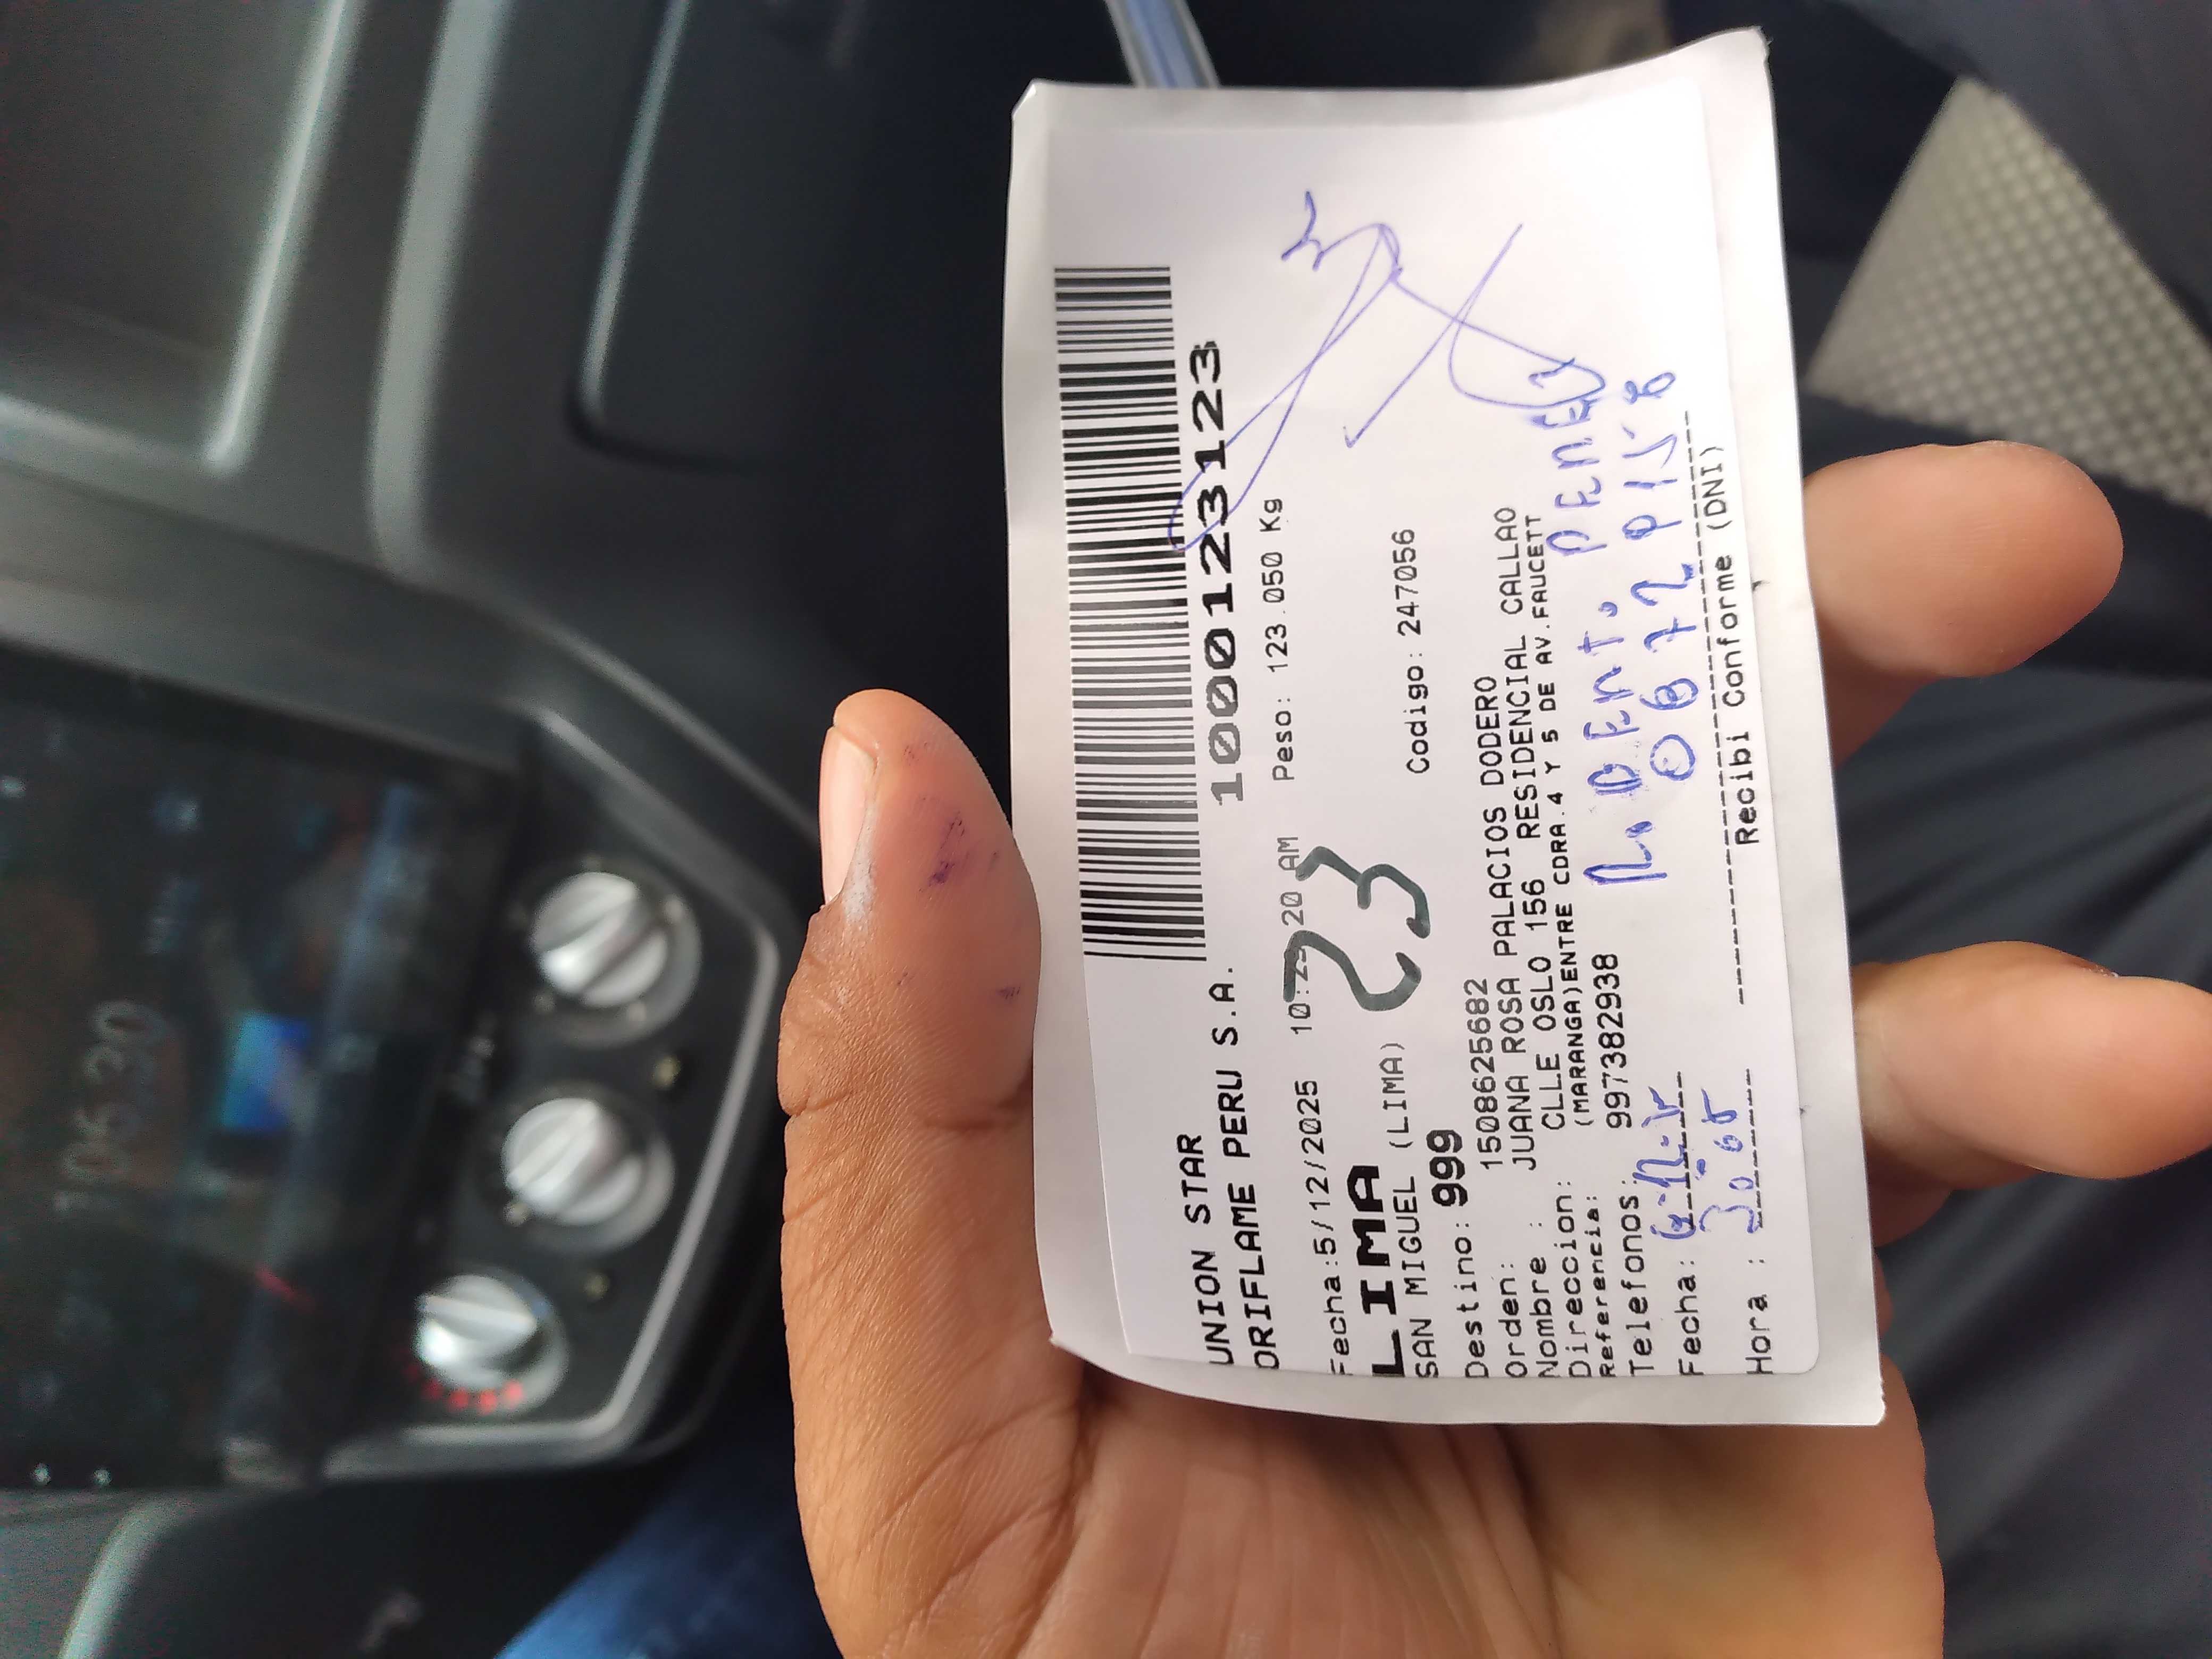 UNION STAR
ORIFLAME PERU S.A. 1000123123
Fecha:5/12/2025 10:29:20 AM Peso: 123.050 Kg
LIMA
SAN MIGUEL (LIMA) 23 Codigo: 247056
Destino: 999
Orden: 15086825682
Nombre : JUANA ROSA PALACIOS DODERO
Direccion: CLLE OSLO 156 RESIDENCIAL CALLAO
Referencia: (MARANGA)ENTRE CDRA.4 Y 5 DE AV.FAUCETT
Telefonos: 997382938
Fecha:
Hora :
Recibi Conforme (DNI)